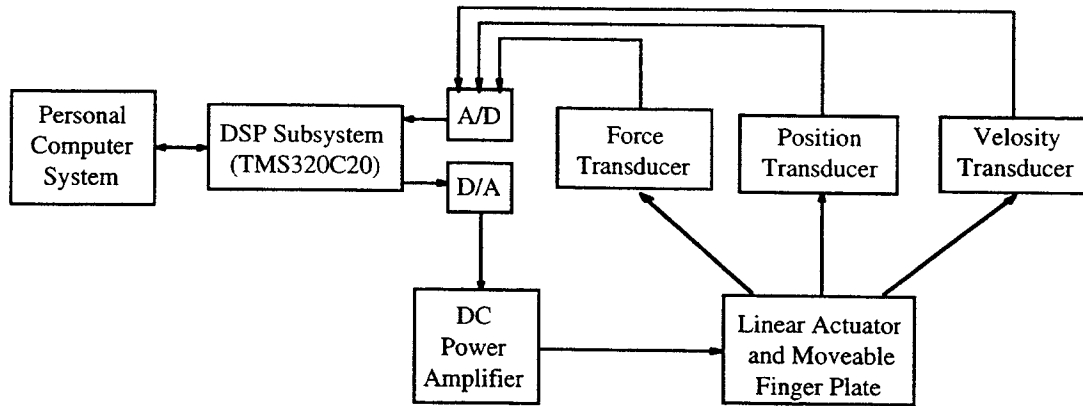 Personal
Computer
System
DSP Subsystem
(TMS320C20)
A/D
D/A
Force
Transducer
Position
Transducer
Velosity
Transducer
DC
Power
Amplifier
Linear Actuator
and Moveable
Finger Plate